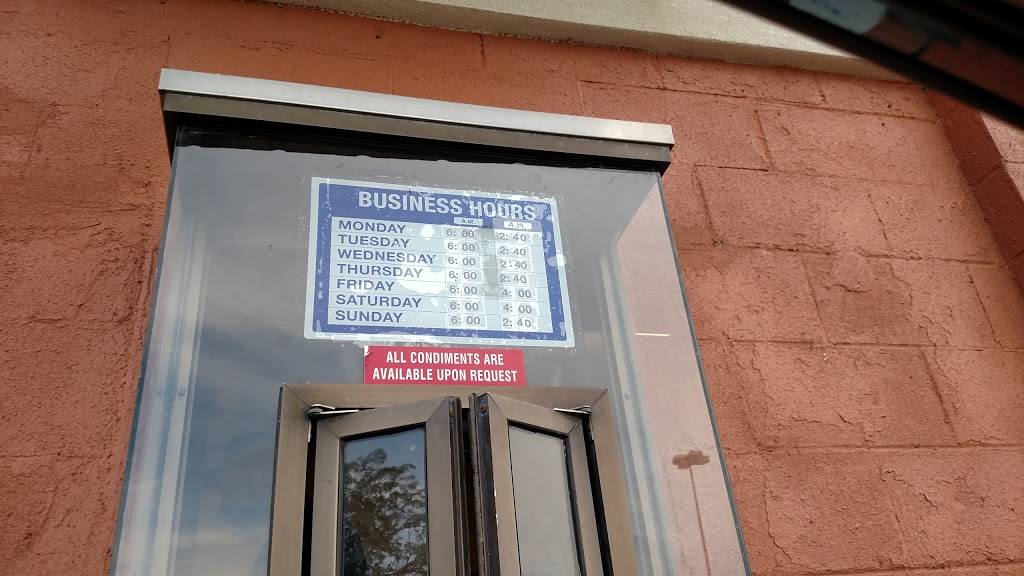 BUSINESS HOURS
A.M. A.M.
MONDAY 6:00 2:40
TUESDAY 6:00 2:40
WEDNESDAY 6:00 2:40
THURSDAY 6:00 2:40
FRIDAY 6:00 4:00
SATURDAY 6:00 4:00
SUNDAY 6:00 2:40
ALL CONDIMENTS ARE
AVAILABLE UPON REQUEST